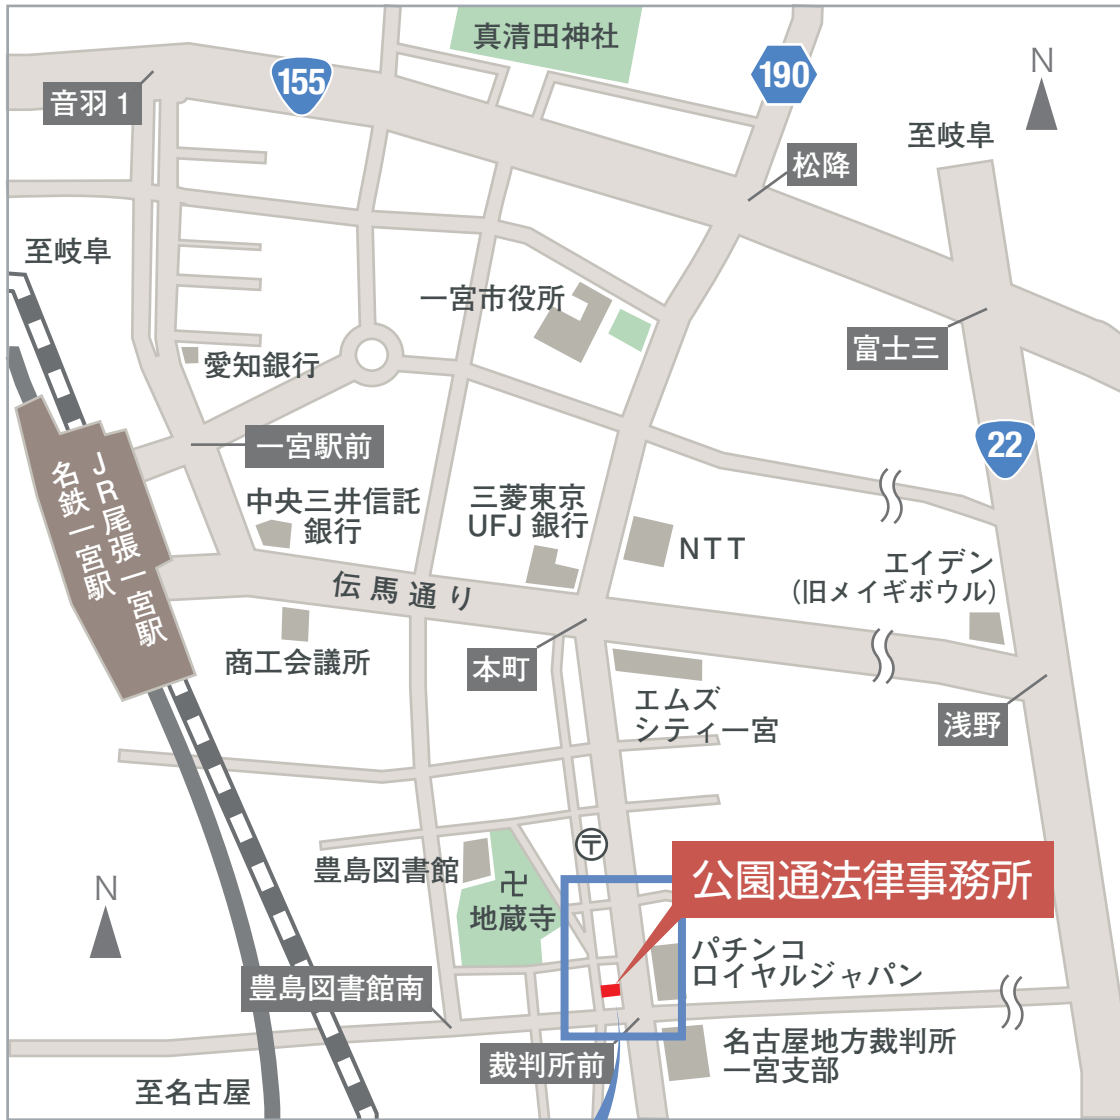 真清田神社
155
190
N
音羽 1
至岐阜
松降
至岐阜
一宮市役所
富士三
愛知銀行
一宮駅前
22
JR尾張一宮駅
名鉄一宮駅
中央三井信託
銀行
三菱東京
UFJ 銀行
NTT
エイデン
(旧メイギボウル)
伝馬通り
商工会議所
本町
エムズ
シティ一宮
浅野
〒
豊島図書館
卍
地蔵寺
公園通法律事務所
N
パチンコ
ロイヤルジャパン
豊島図書館南
裁判所前
名古屋地方裁判所
一宮支部
至名古屋